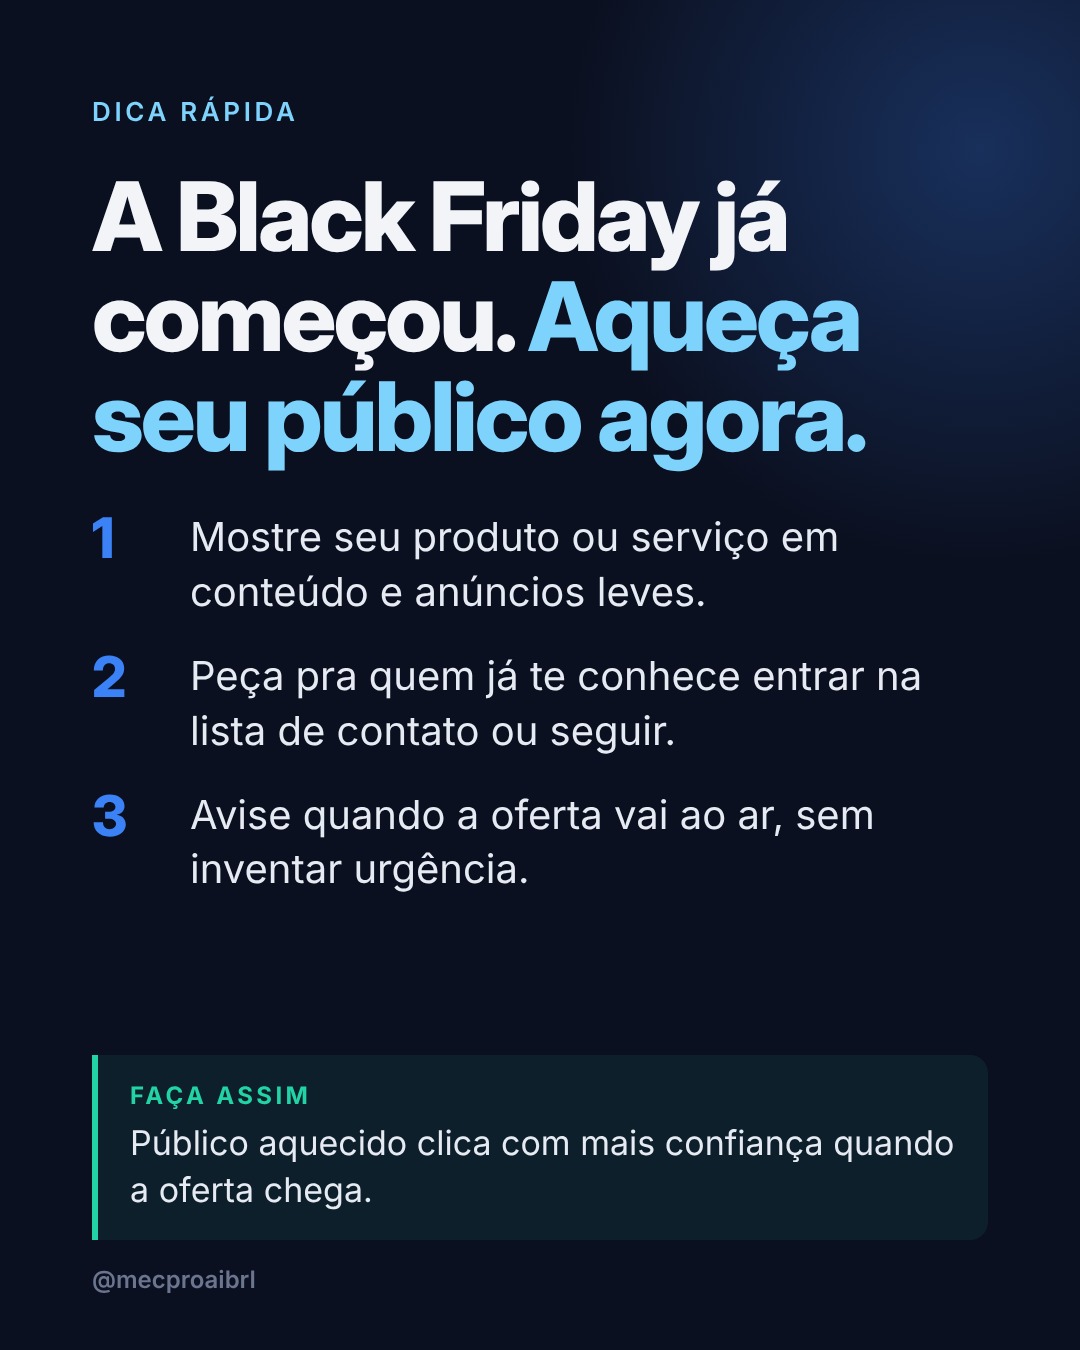 DICA RÁPIDA
A Black Friday já
começou. Aqueça
seu público agora.
1 Mostre seu produto ou serviço em
conteúdo e anúncios leves.
2 Peça pra quem já te conhece entrar na
lista de contato ou seguir.
3 Avise quando a oferta vai ao ar, sem
inventar urgência.
FAÇA ASSIM
Público aquecido clica com mais confiança quando
a oferta chega.
@mecproaibrl